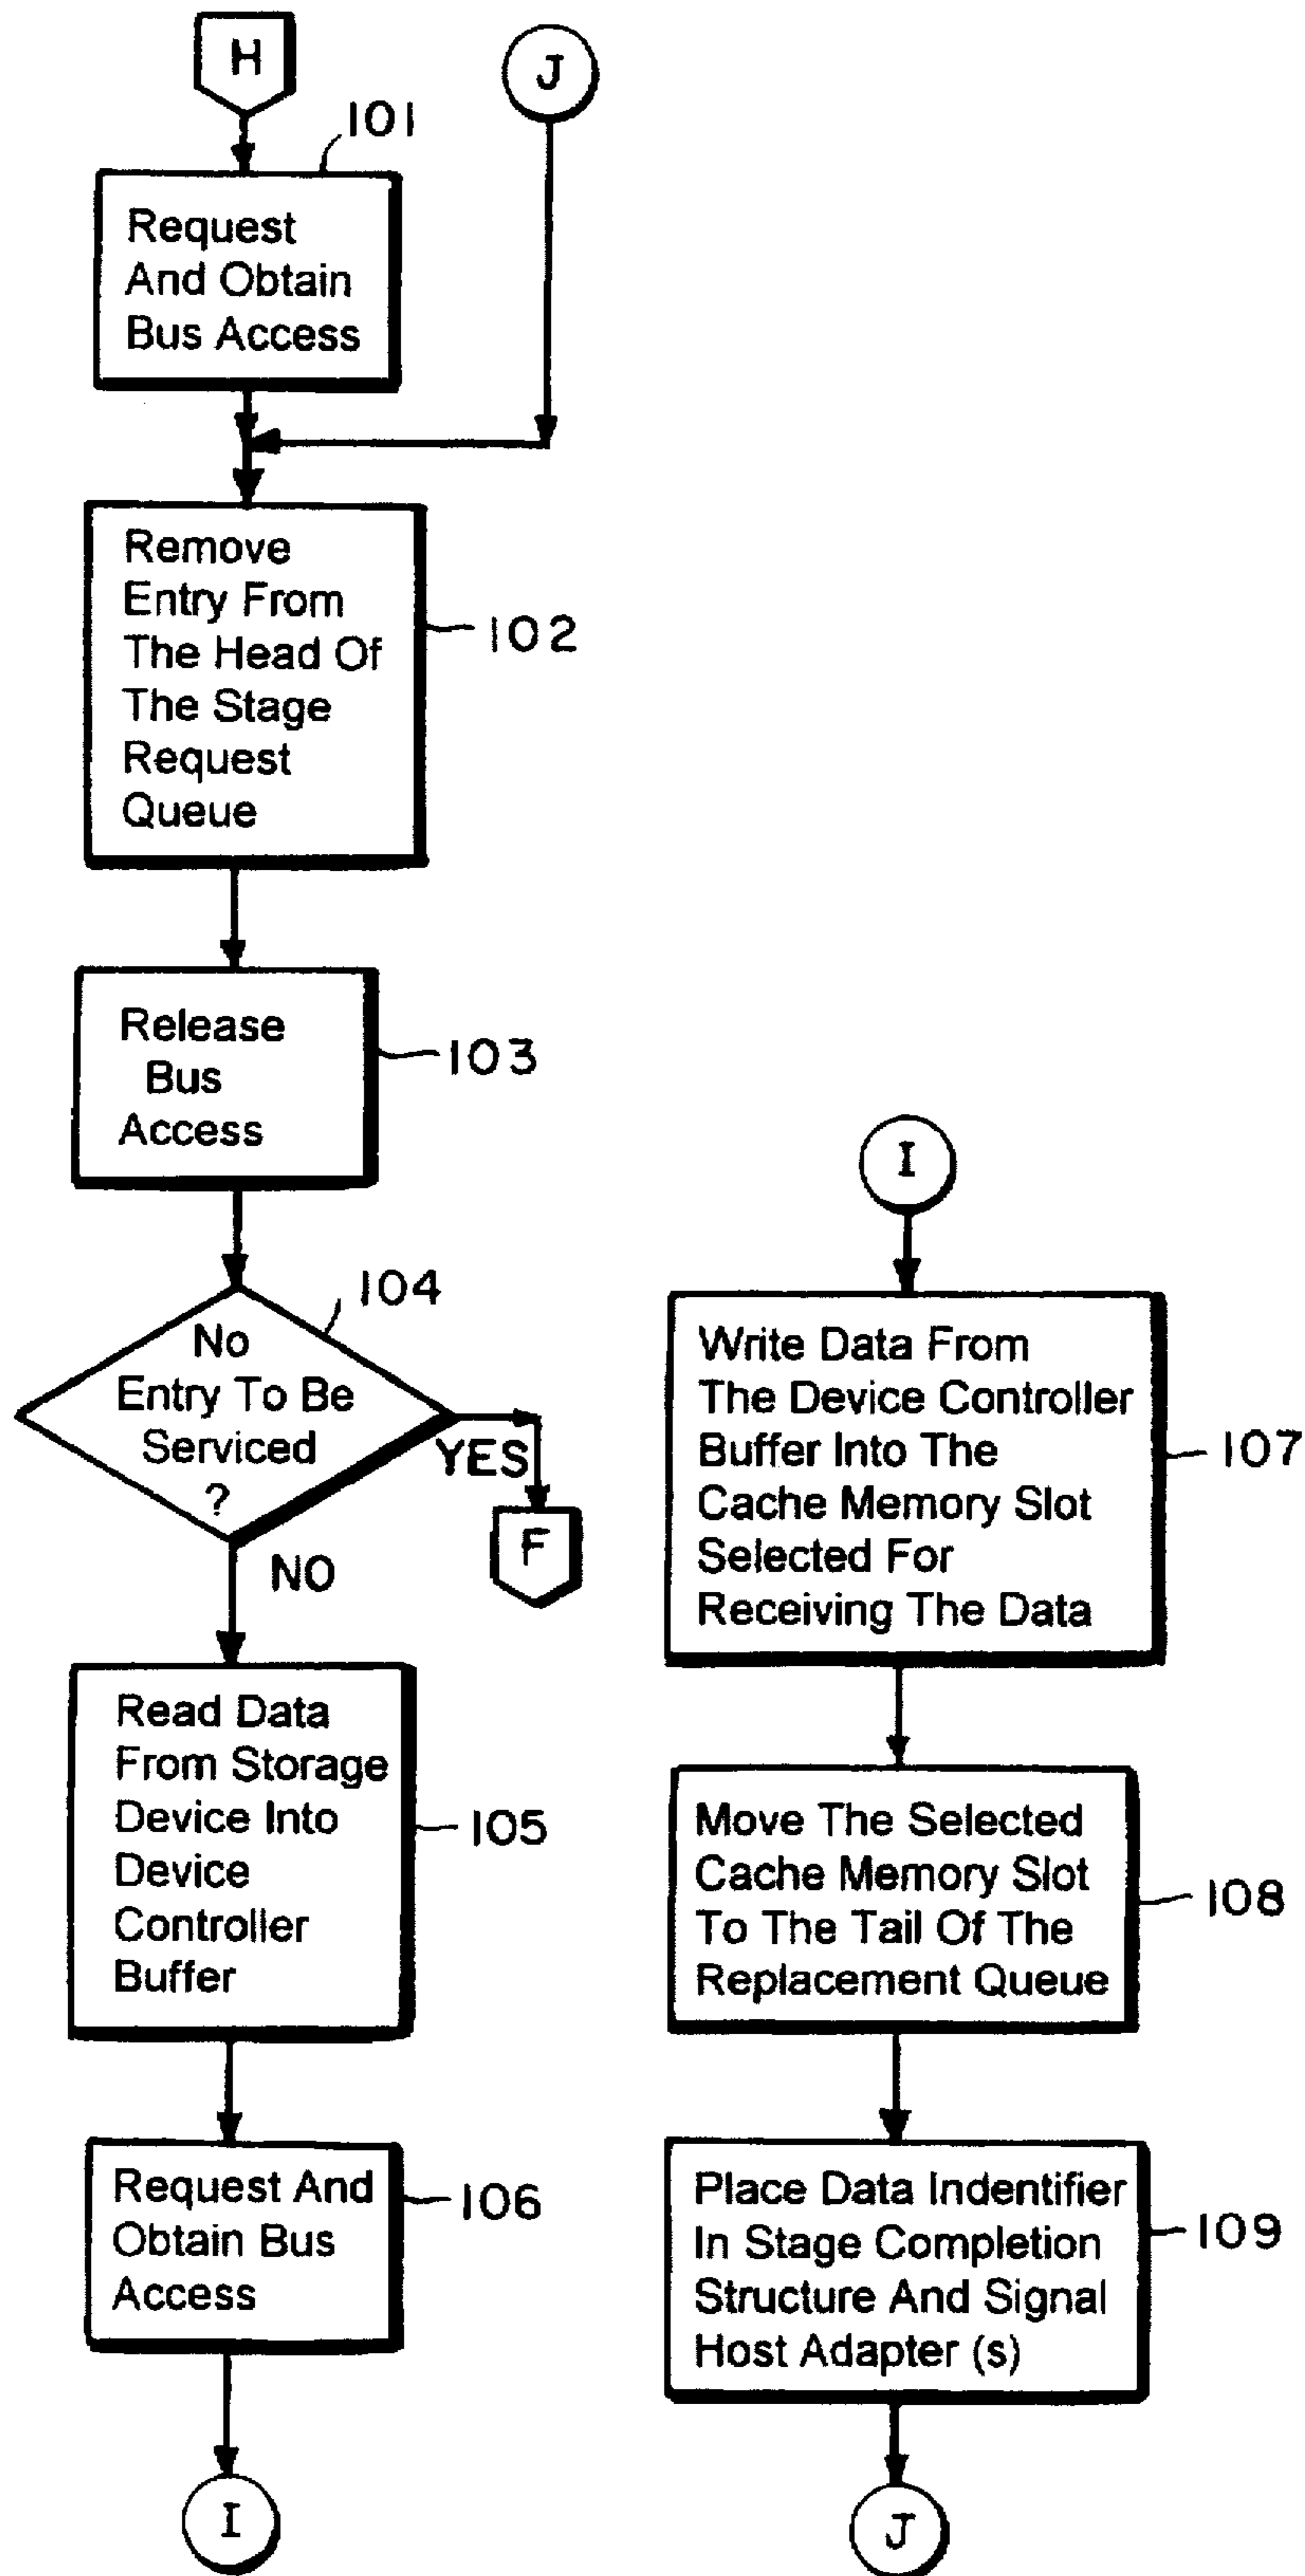 H
J
101
Request
And Obtain
Bus Access
Remove
Entry From
The Head Of
The Stage
Request
Queue
102
Release
Bus
Access
103
104
No
Entry To Be
Serviced
?
YES
F
NO
Read Data
From Storage
Device Into
Device
Controller
Buffer
105
Request And
Obtain Bus
Access
106
I
I
Write Data From
The Device Controller
Buffer Into The
Cache Memory Slot
Selected For
Receiving The Data
107
Move The Selected
Cache Memory Slot
To The Tail Of The
Replacement Queue
108
Place Data Indentifier
In Stage Completion
Structure And Signal
Host Adapter (s)
109
J